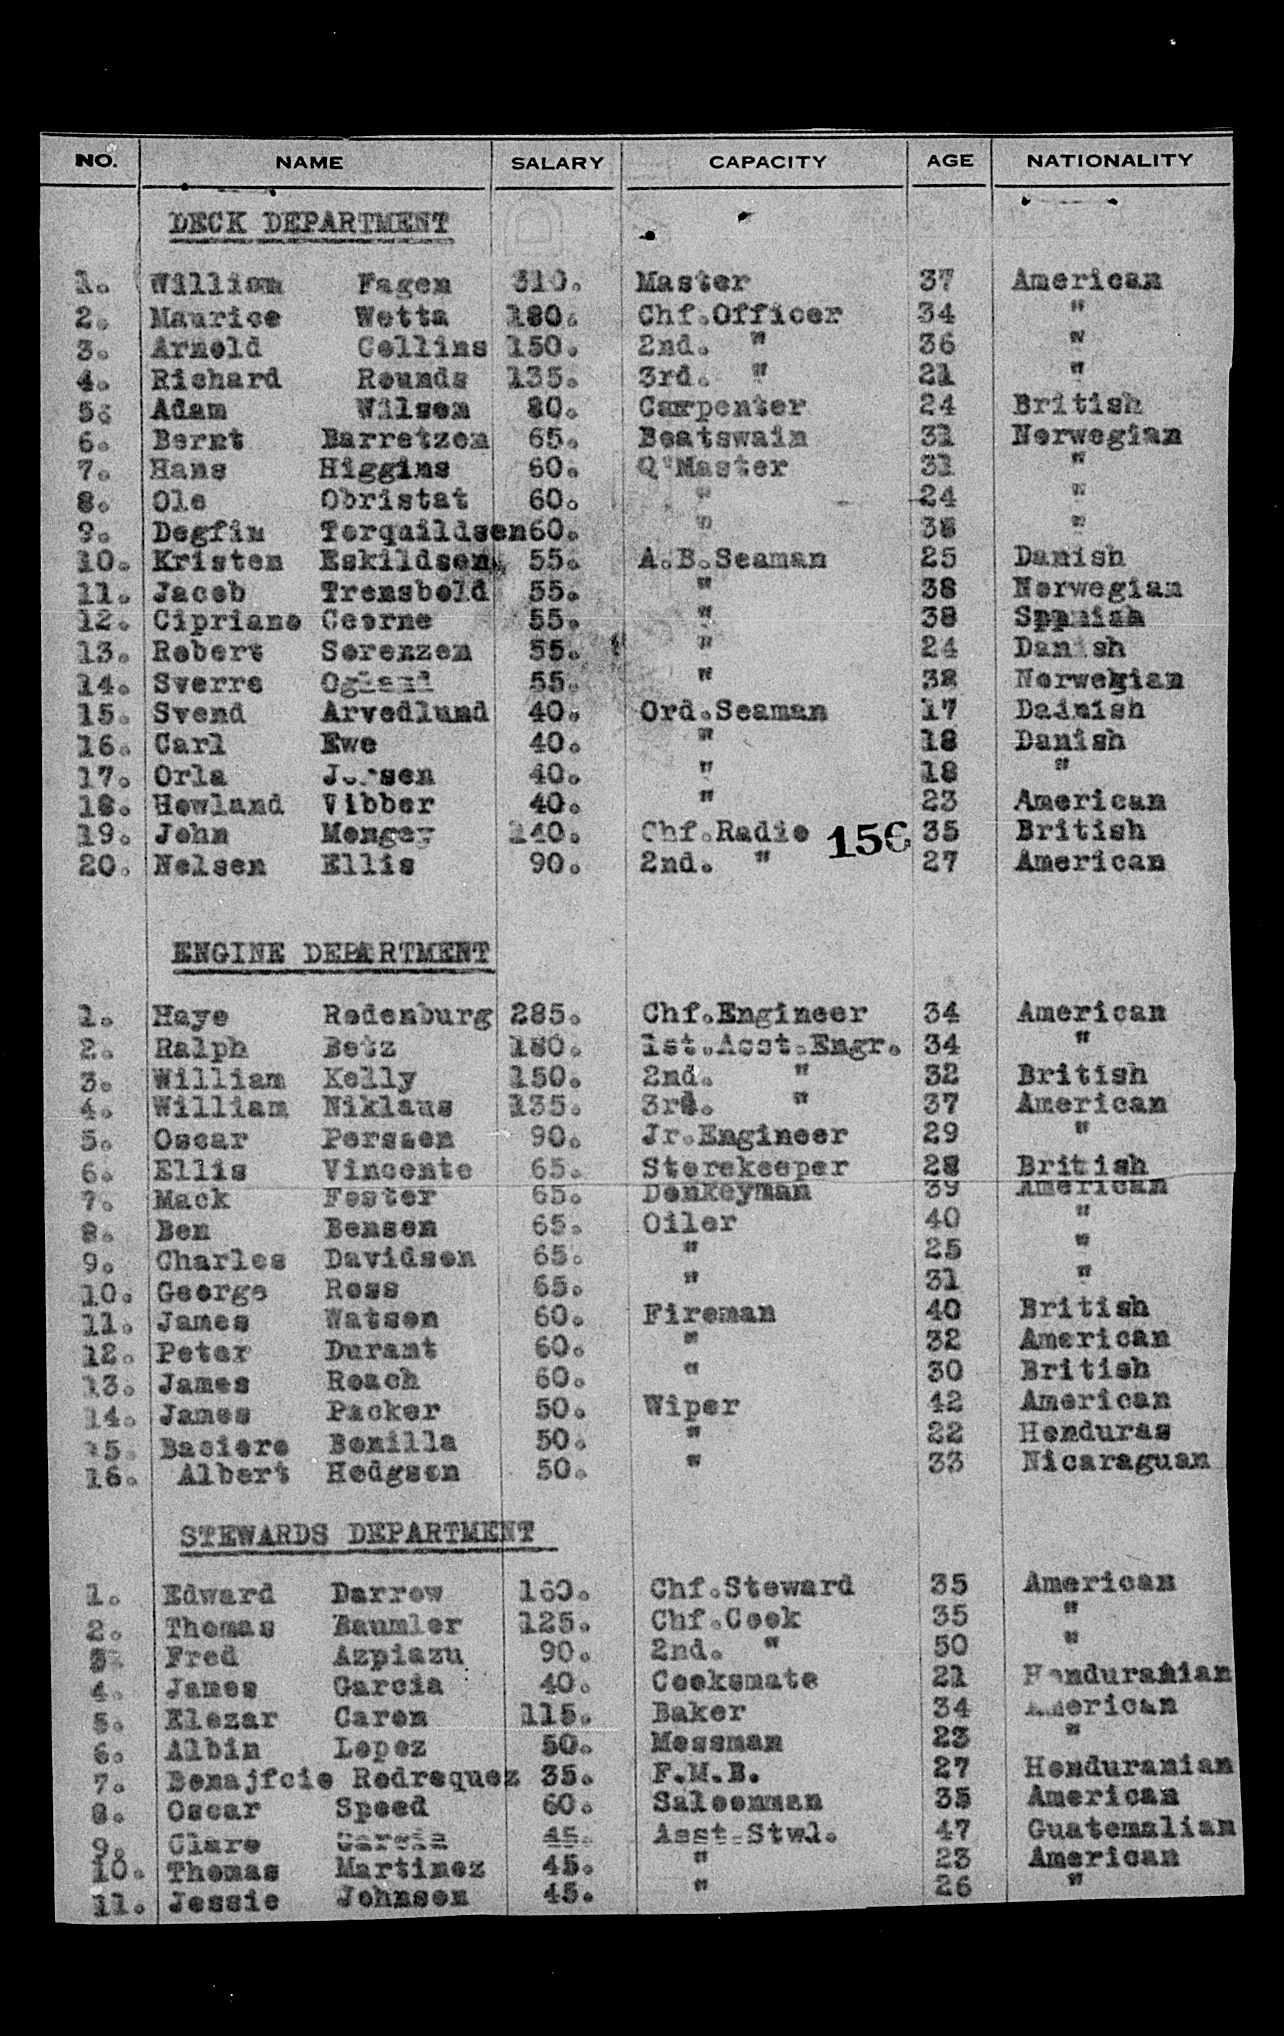 NO. NAME SALARY CAPACITY AGE NATIONALITY
DECK DEPARTMENT
1. William Fagen 310. Master 37 American
2. Maurice Wetta 180. Chf.Officer 34 "
3. Arnold Collins 150. 2nd. " 36 "
4. Richard Rounds 135. 3rd. " 21 "
5. Adam Wilson 80. Carpenter 24 British
6. Bernt Barretzen 65. Boatswain 31 Norwegian
7. Hans Higgins 60. Q'Master 31 "
8. Ole Obristat 60. " 24 "
9. Degfim Torquildsen 60. " 38 "
10. Kristen Eskildsen 55. A.B.Seaman 25 Danish
11. Jacob Tronsbold 55. " 38 Norwegian
12. Cipriano Ceorne 55. " 38 Spanish
13. Robert Sorenzen 55. " 24 Danish
14. Sverre 55. " 38 Norwegian
15. Svend Arvedlund 40. Ord.Seaman 17 Dainish
16. Carl Ewe 40. " 18 Danish
17. Orla 40. " 18 "
18. Howland Vibber 40. " 23 American
19. John Mongey 140. Chf.Radio 156 35 British
20. Nelson Ellis 90. 2nd. " 27 American
ENGINE DEPARTMENT
1. Haye Rodenburg 285. Chf.Engineer 34 American
2. Ralph Betz 180. 1st.Asst.Engr. 34 "
3. William Kelly 150. 2nd. " 32 British
4. William Niklaus 135. 3rd. " 37 American
5. Oscar Persson 90. Jr.Engineer 29 "
6. Ellis Vincente 65. Storekeeper 28 British
7. Mack Foster 65. Donkeyman 39 American
8. Ben Benson 65. Oiler 40 "
9. Charles Davidson 65. " 25 "
10. George Ross 65. " 31 "
11. James Watson 60. Fireman 40 British
12. Peter Durant 60. " 32 American
13. James Roach 60. " 30 British
14. James Packer 50. Wiper 42 American
15. Basiero Bonilla 50. " 22 Honduras
16. Albert Hodgson 50. " 33 Nicaraguan
STEWARDS DEPARTMENT
1. Edward Darrow 160. Chf.Steward 35 American
2. Thomas Baumler 125. Chf.Cook 35 "
3. Fred Azpiazu 90. 2nd. " 50 "
4. James Garcia 40. Cooksmate 21 Honduranian
5. Elezar Caron 115. Baker 34 American
6. Albin Lopez 50. Messman 23 "
7. Benajfcio Rodrequez 35. P.M.B. 27 Honduranian
8. Oscar Speed 60. Saloonman 35 American
9. Claro Garcia 45. Asst.Stwd. 47 Guatemalian
10. Thomas Martinez 45. " 23 American
11. Jessie Johnson 45. " 26 "